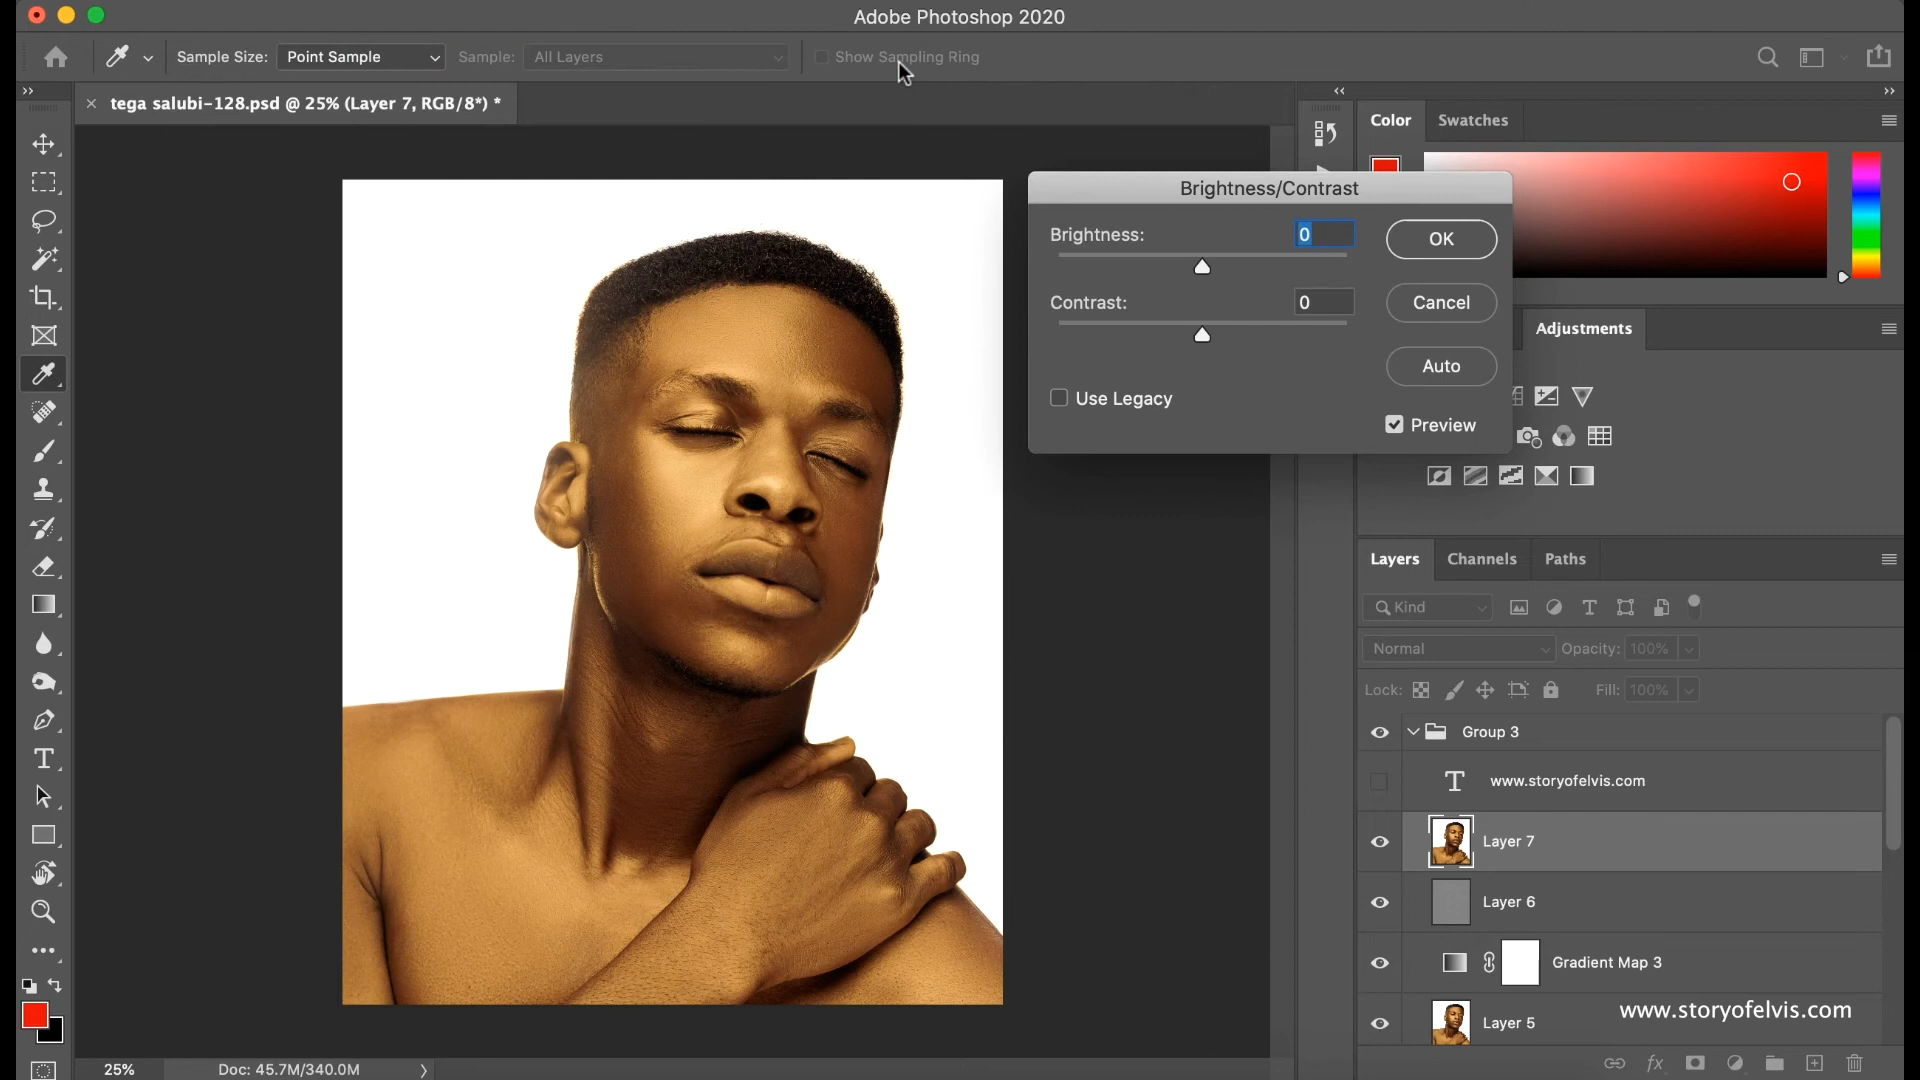 Adobe Photoshop 2020
Sample Size: Point Sample Sample: All Layers Show Sampling Ring
tega salubi-128.psd @ 25% (Layer 7, RGB/8*) *
Color Swatches
Brightness/Contrast
Brightness: 0
OK
Contrast: 0
Cancel
Auto
Use Legacy
Preview
Adjustments
Layers Channels Paths
Kind
Normal Opacity: 100%
Lock: Fill: 100%
Group 3
www.storyofelvis.com
Layer 7
Layer 6
Gradient Map 3
Layer 5
www.storyofelvis.com
25% Doc: 45.7M/340.0M